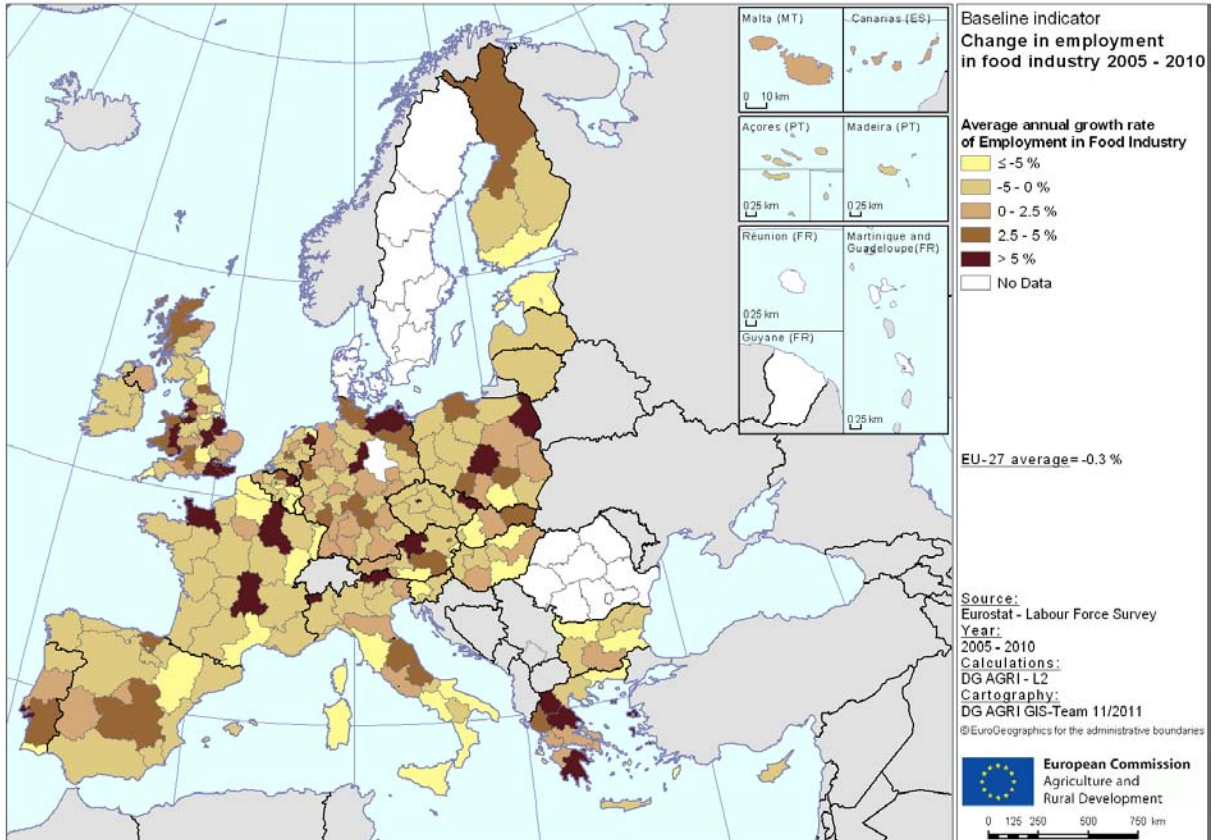 Malta (MT)
0 10 km
Canarias (ES)
Açores (PT)
0 25 km
Madeira (PT)
0 25 km
Réunion (FR)
0 25 km
Martinique and
Guadeloupe(FR)
Guyane (FR)
0 25 km
Baseline indicator
Change in employment
in food industry 2005 - 2010
Average annual growth rate
of Employment in Food Industry
≤ -5 %
-5 - 0 %
0 - 2.5 %
2.5 - 5 %
> 5 %
No Data
EU-27 average= -0.3 %
Source:
Eurostat - Labour Force Survey
Year:
2005 - 2010
Calculations:
DG AGRI - L2
Cartography:
DG AGRI GIS-Team 11/2011
©EuroGeographics for the administrative boundaries
European Commission
Agriculture and
Rural Development
0 125 250 500 750 km